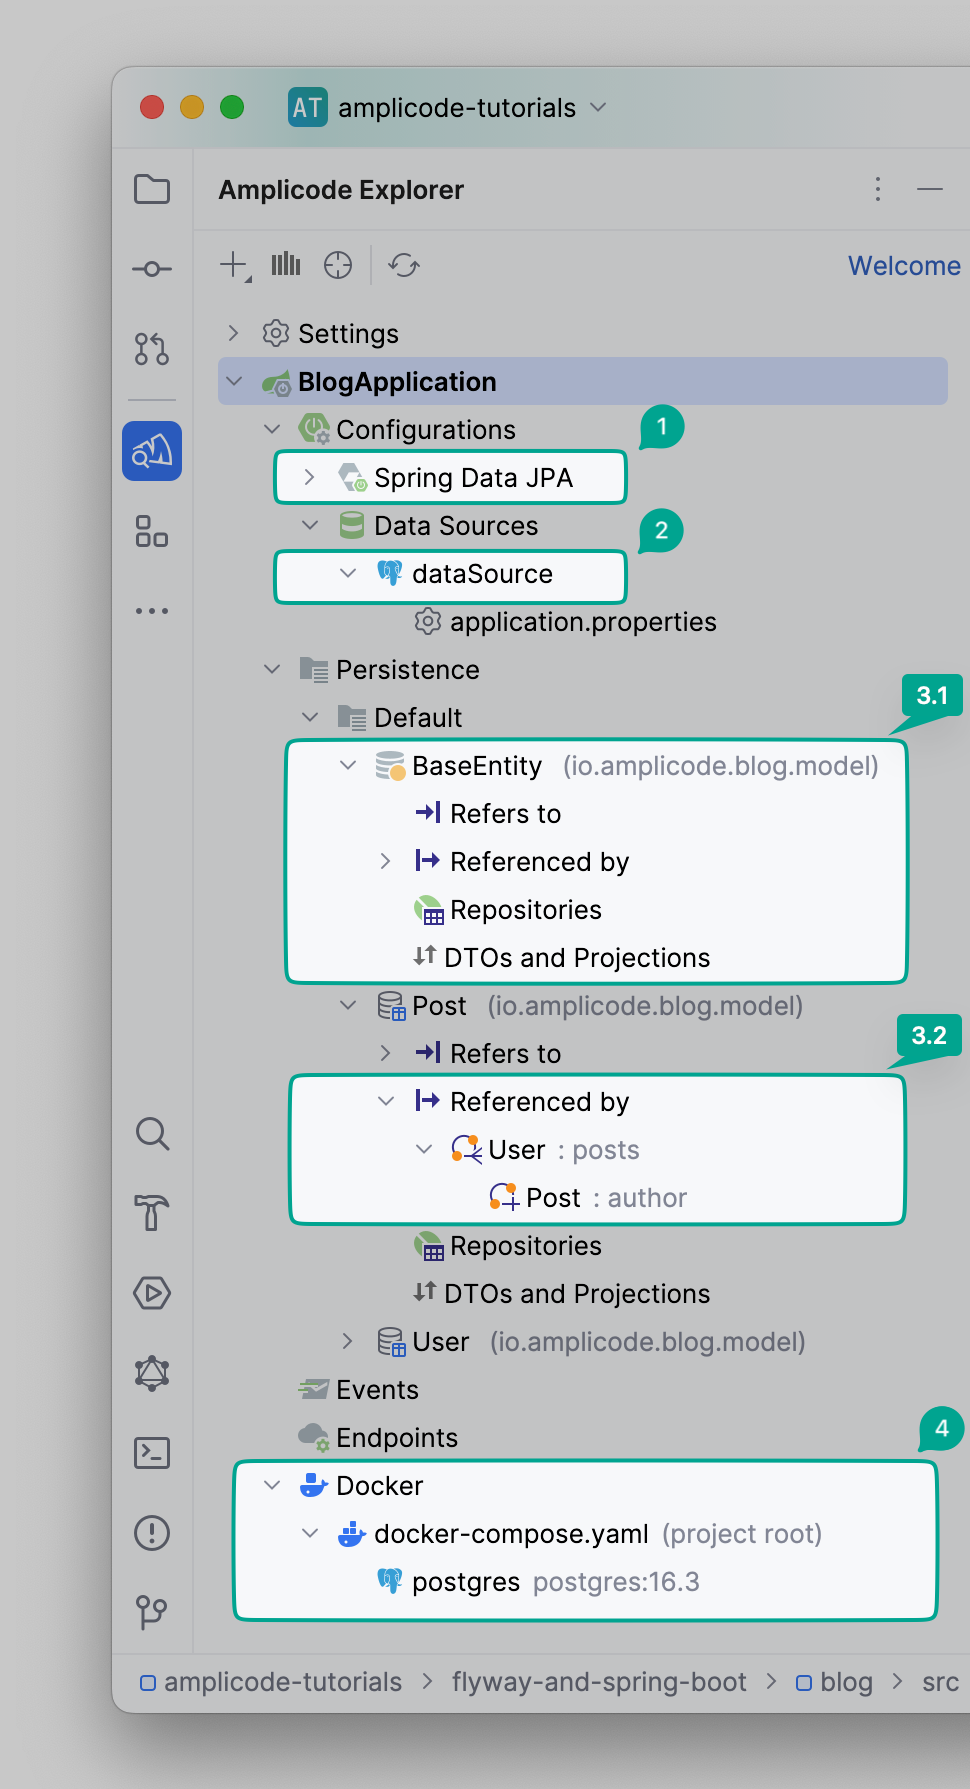 AT amplicode-tutorials
Amplicode Explorer
Welcome
Settings
BlogApplication
Configurations
1
Spring Data JPA
Data Sources
2
dataSource
application.properties
Persistence
3.1
Default
BaseEntity (io.amplicode.blog.model)
Refers to
Referenced by
Repositories
DTOs and Projections
Post (io.amplicode.blog.model)
3.2
Refers to
Referenced by
User : posts
Post : author
Repositories
DTOs and Projections
User (io.amplicode.blog.model)
Events
Endpoints
4
Docker
docker-compose.yaml (project root)
postgres postgres:16.3
amplicode-tutorials > flyway-and-spring-boot > blog > src